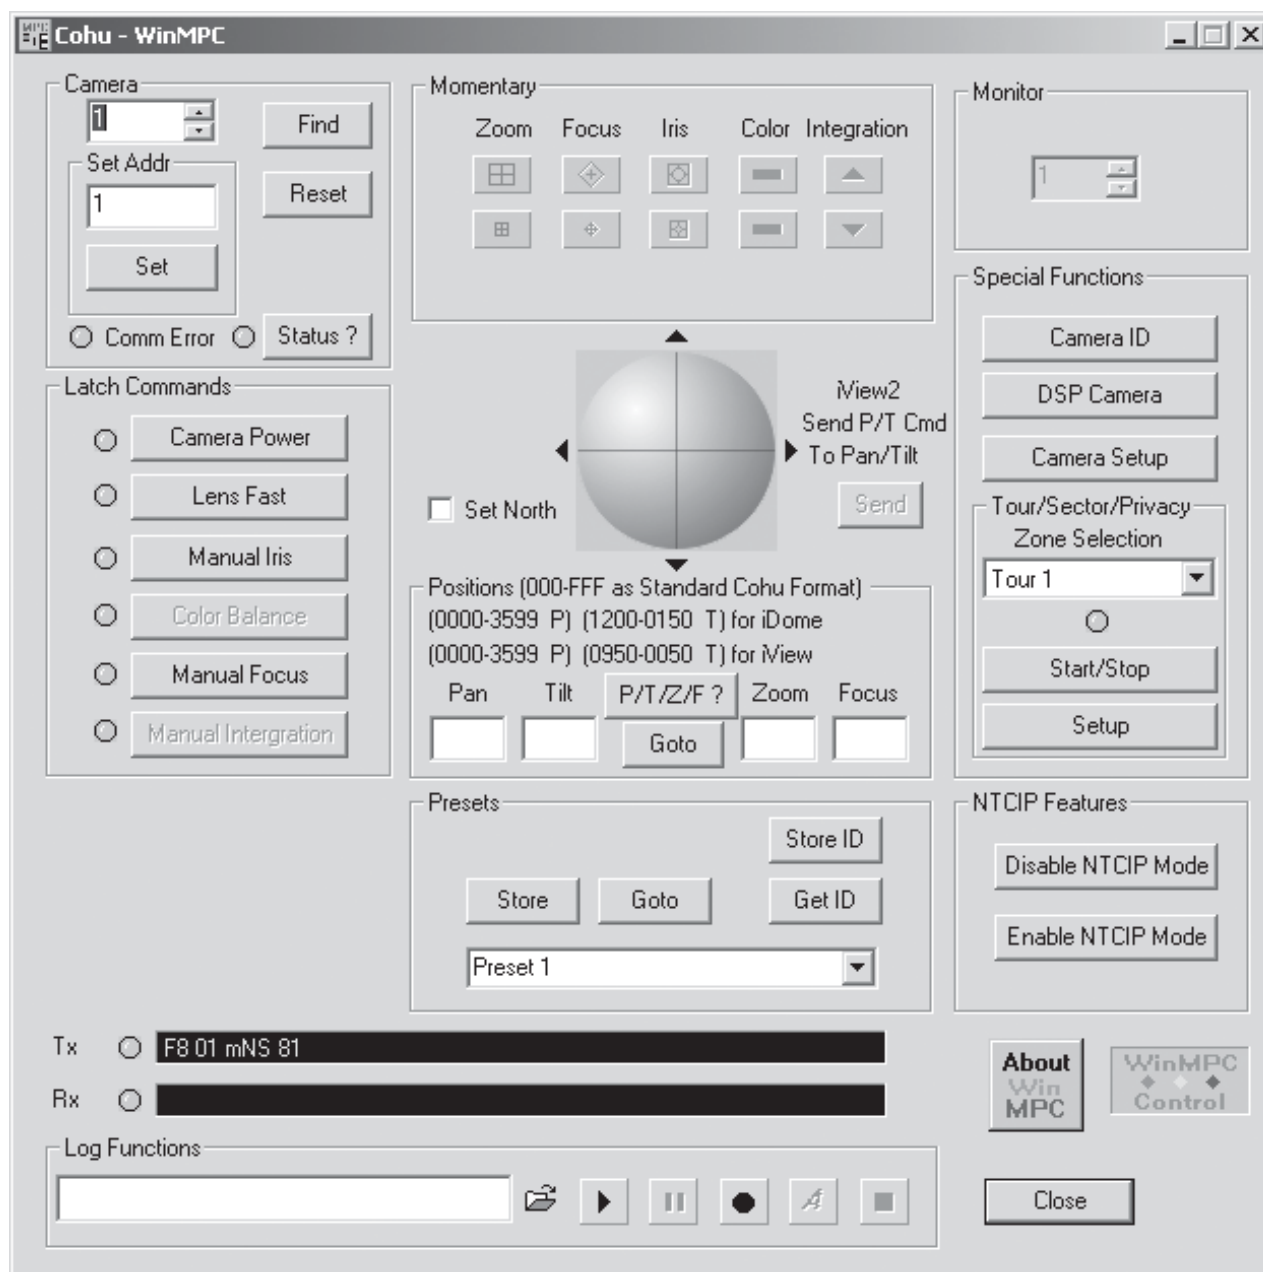 Cohu - WinMPC
Camera
1
Find
Set Addr
1
Reset
Set
Comm Error
Status ?
Momentary
Zoom Focus Iris Color Integration
Monitor
1
Latch Commands
Camera Power
Lens Fast
Manual Iris
Color Balance
Manual Focus
Manual Intergration
iView2
Send P/T Cmd
To Pan/Tilt
Send
Set North
Special Functions
Camera ID
DSP Camera
Camera Setup
Tour/Sector/Privacy
Zone Selection
Tour 1
Start/Stop
Setup
Positions (000-FFF as Standard Cohu Format)
(0000-3599 P) (1200-0150 T) for iDome
(0000-3599 P) (0950-0050 T) for iView
Pan Tilt P/T/Z/F ? Zoom Focus
Goto
Presets
Store ID
Store Goto Get ID
Preset 1
NTCIP Features
Disable NTCIP Mode
Enable NTCIP Mode
Tx F8 01 mNS 81
Rx
About
Win
MPC
WinMPC
Control
Log Functions
Close